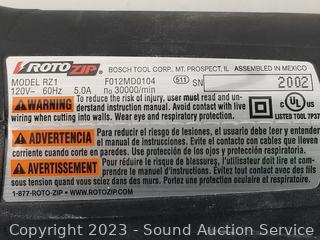 ROTOZIP BOSCH TOOL CORP. MT. PROSPECT, IL ASSEMBLED IN MEXICO
MODEL RZ1 F012MD0104 511 SN 2002
120V~ 60Hz 5.0A n₀ 30000/min
WARNING To reduce the risk of injury, user must read and understand instruction manual. Avoid contact with live
wiring when cutting into walls. Wear eye and respiratory protection.
C UL US
LISTED TOOL 7P37
ADVERTENCIA Para reducir el riesgo de lesiones, el usuario debe leer y entender
el manual de instrucciones. Evite el contacto con cables con
corriente cuando corte en paredes. Use protección de los ojos y protección respiratoria.
AVERTISSEMENT Pour réduire le risque de blessures, l'utilisateur doit lire et
comprendre le mode d'emploi. Évitez tout contact avec des fils
sous tension quand vous sciez dans des murs. Portez une protection oculaire et respiratoire.
1-877-ROTO-ZIP • WWW.ROTOZIP.COM
Copyright 2023 - Sound Auction Service